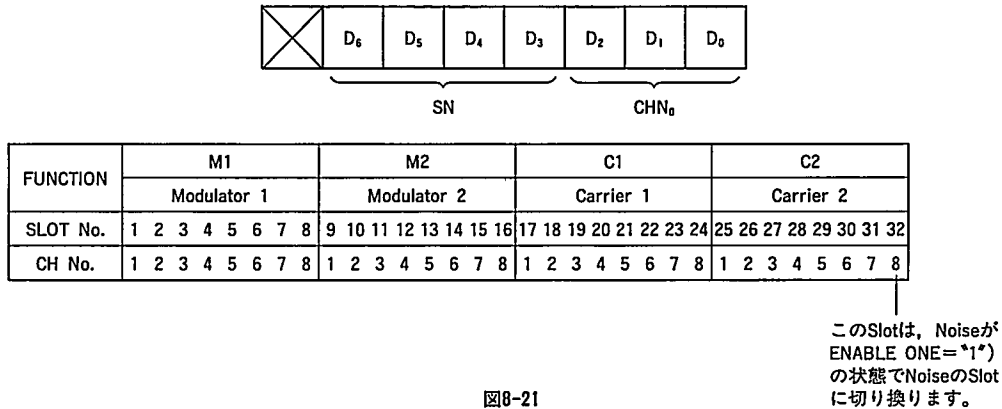 D₆ D₅ D₄ D₃ D₂ D₁ D₀
SN CHN₀
FUNCTION M1 M2 C1 C2
Modulator 1 Modulator 2 Carrier 1 Carrier 2
SLOT No. 1 2 3 4 5 6 7 8 9 10 11 12 13 14 15 16 17 18 19 20 21 22 23 24 25 26 27 28 29 30 31 32
CH No. 1 2 3 4 5 6 7 8 1 2 3 4 5 6 7 8 1 2 3 4 5 6 7 8 1 2 3 4 5 6 7 8
このSlotは，Noiseが
ENABLE ONE=“1”)
の状態でNoiseのSlot
に切り換ります。
図8-21